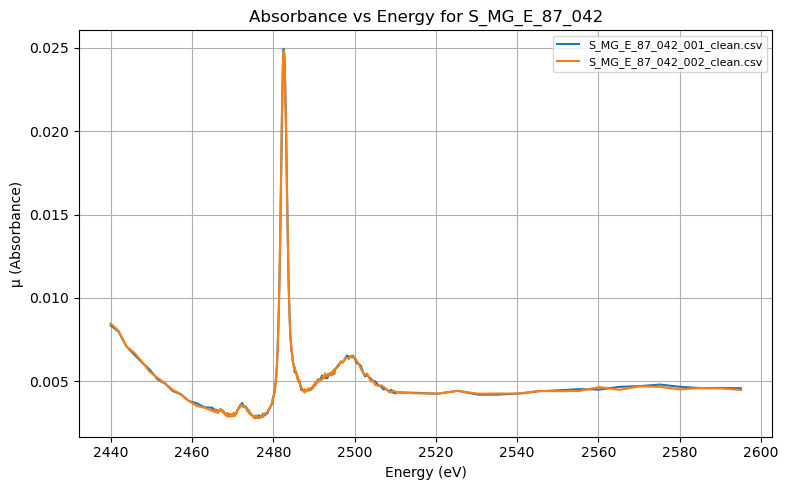 Absorbance vs Energy for S_MG_E_87_042
S_MG_E_87_042_001_clean.csv
S_MG_E_87_042_002_clean.csv
0.025
0.020
0.015
0.010
0.005
μ (Absorbance)
2440 2460 2480 2500 2520 2540 2560 2580 2600
Energy (eV)